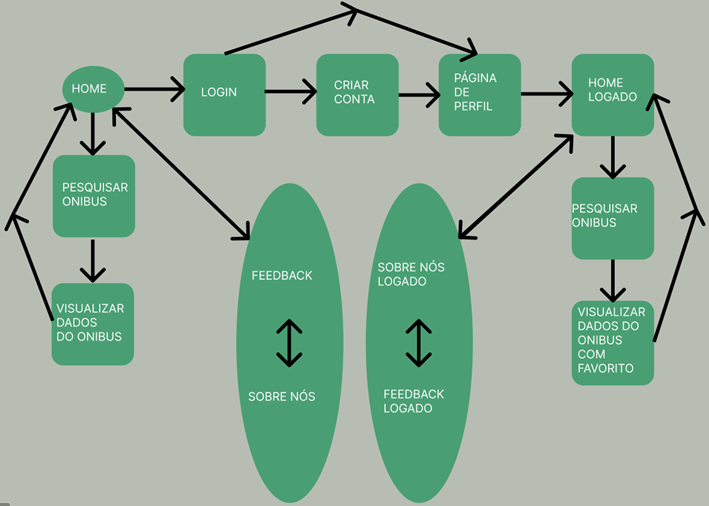 HOME
LOGIN
CRIAR
CONTA
PÁGINA
DE
PERFIL
HOME
LOGADO
PESQUISAR
ONIBUS
VISUALIZAR
DADOS
DO ONIBUS
FEEDBACK
SOBRE NÓS
SOBRE NÓS
LOGADO
FEEDBACK
LOGADO
PESQUISAR
ONIBUS
VISUALIZAR
DADOS DO
ONIBUS
COM
FAVORITO